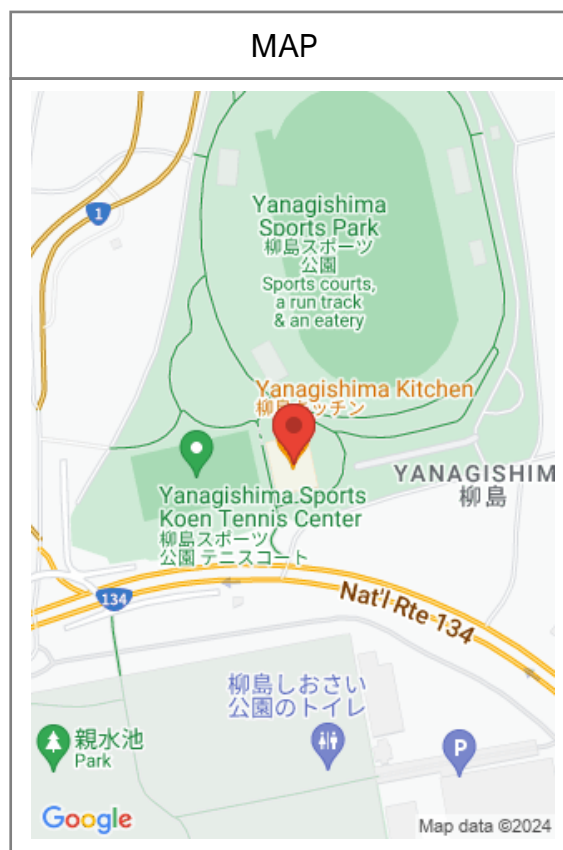 MAP
1
Yanagishima
Sports Park
柳島スポーツ
公園
Sports courts,
a run track
& an eatery
Yanagishima Kitchen
柳島キッチン
YANAGISHIM
柳島
Yanagishima Sports
Koen Tennis Center
柳島スポーツ
公園 テニスコート
134
Nat'l Rte 134
柳島しおさい
公園のトイレ
親水池
Park
P
Google
Map data ©2024